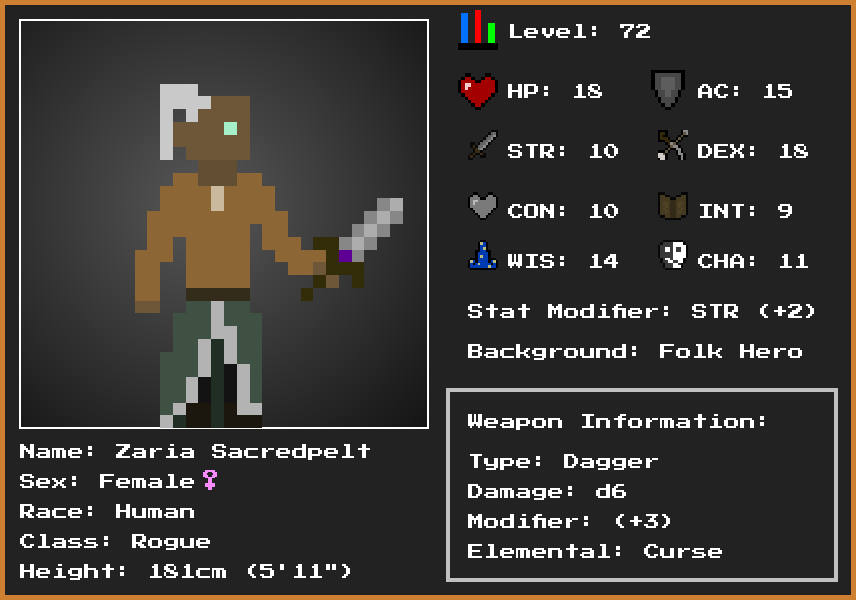 Level: 72
HP: 18
AC: 15
STR: 10
DEX: 18
CON: 10
INT: 9
WIS: 14
CHA: 11
Stat Modifier: STR (+2)
Background: Folk Hero
Weapon Information:
Type: Dagger
Damage: d6
Modifier: (+3)
Elemental: Curse
Name: Zaria Sacredpelt
Sex: Female♀
Race: Human
Class: Rogue
Height: 181cm (5'11")